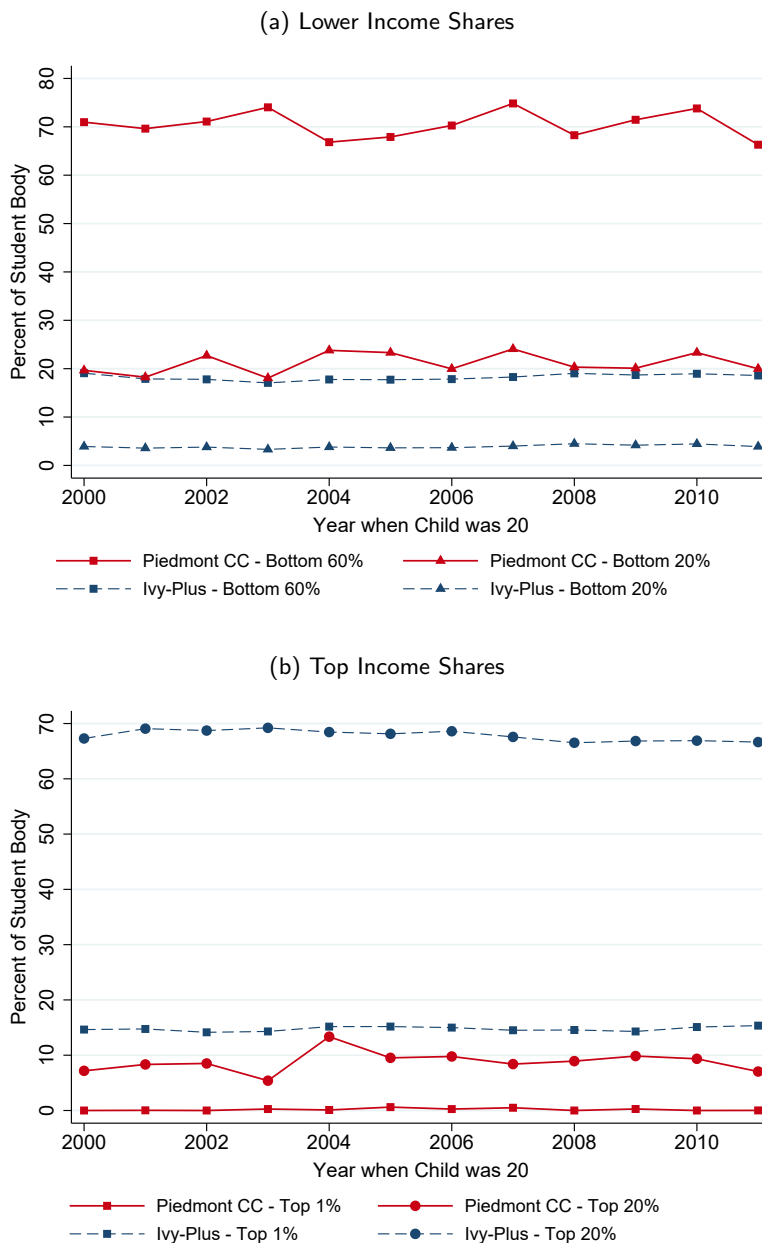 (a) Lower Income Shares
Percent of Student Body
80
70
60
50
40
30
20
10
0
2000 2002 2004 2006 2008 2010
Year when Child was 20
Piedmont CC - Bottom 60% Piedmont CC - Bottom 20%
Ivy-Plus - Bottom 60% Ivy-Plus - Bottom 20%
(b) Top Income Shares
Percent of Student Body
70
60
50
40
30
20
10
0
2000 2002 2004 2006 2008 2010
Year when Child was 20
Piedmont CC - Top 1% Piedmont CC - Top 20%
Ivy-Plus - Top 1% Ivy-Plus - Top 20%